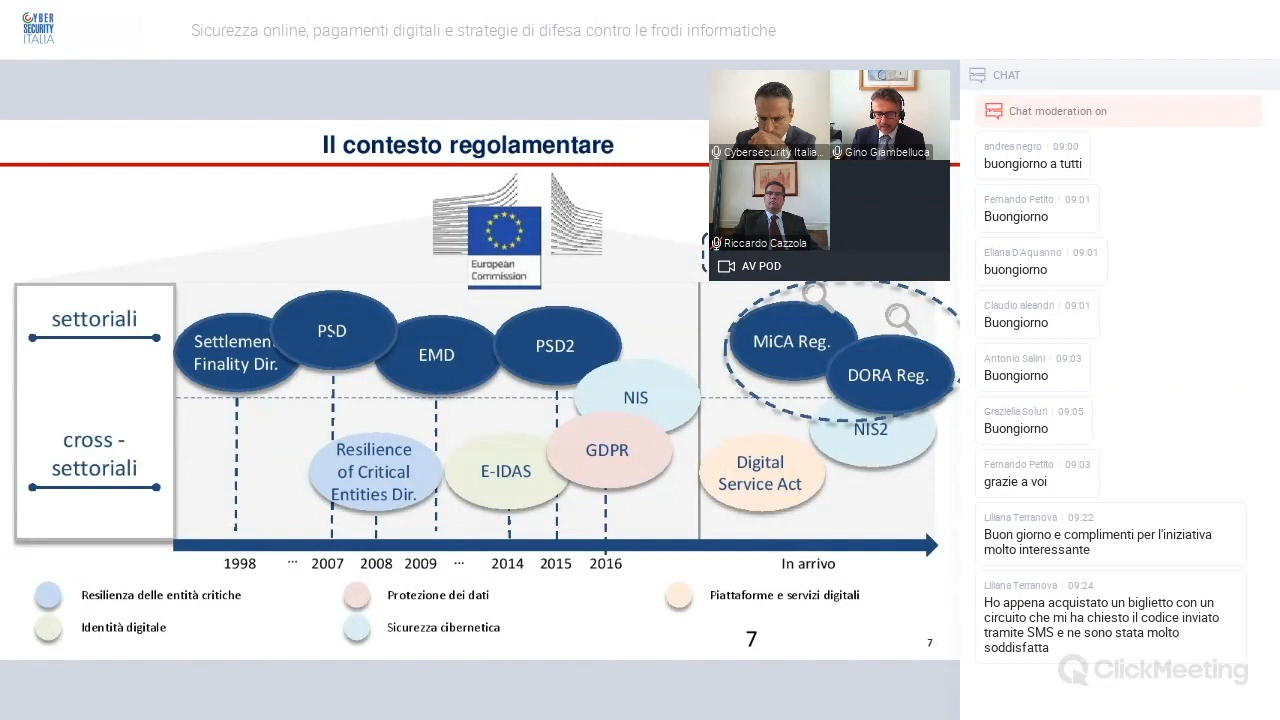 CYBER
SECURITY
ITALIA
Sicurezza online, pagamenti digitali e strategie di difesa contro le frodi informatiche
Il contesto regolamentare
Cybersecurity Italia...
Gino Giambelluca
Riccardo Cazzola
AV POD
European
Commission
settoriali
cross -
settoriali
Settlemen
Finality Dir.
PSD
EMD
PSD2
NIS
MiCA Reg.
DORA Reg.
NIS2
Resilience
of Critical
Entities Dir.
E-IDAS
GDPR
Digital
Service Act
1998 ... 2007 2008 2009 ... 2014 2015 2016 In arrivo
Resilienza delle entità critiche
Protezione dei dati
Piattaforme e servizi digitali
Identità digitale
Sicurezza cibernetica
7
7
CHAT
Chat moderation on
andrea negro 09:00
buongiorno a tutti
Fernando Petito 09:01
Buongiorno
Eliana D'Aquanno 09:01
buongiorno
Claudio aleandri 09:01
Buongiorno
Antonio Salini 09:03
Buongiorno
Graziella Soluri 09:05
Buongiorno
Fernando Petito 09:03
grazie a voi
Liliana Terranova 09:22
Buon giorno e complimenti per l'iniziativa
molto interessante
Liliana Terranova 09:24
Ho appena acquistato un biglietto con un
circuito che mi ha chiesto il codice inviato
tramite SMS e ne sono stata molto
soddisfatta
ClickMeeting